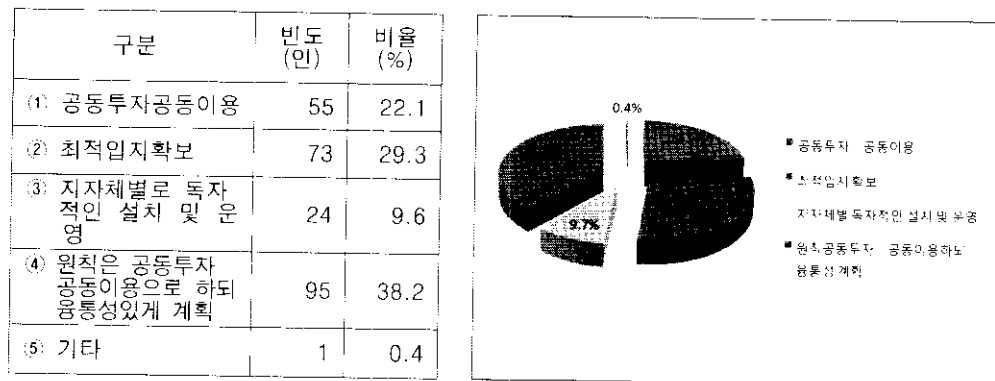 구분
빈도
(인)
비율
(%)
① 공동투자공동이용 55 22.1
② 최적입지확보 73 29.3
③ 지자체별로 독자
적인 설치 및 운
영
24 9.6
④ 원칙은 공동투자
공동이용으로 하되
융통성있게 계획
95 38.2
⑤ 기타 1 0.4
0.4%
9.7%
공동투자 공동이용
최적입지확보
지자체별 독자적인 설치 및 운영
원칙공동투자 공동이용하되
융통성 계획